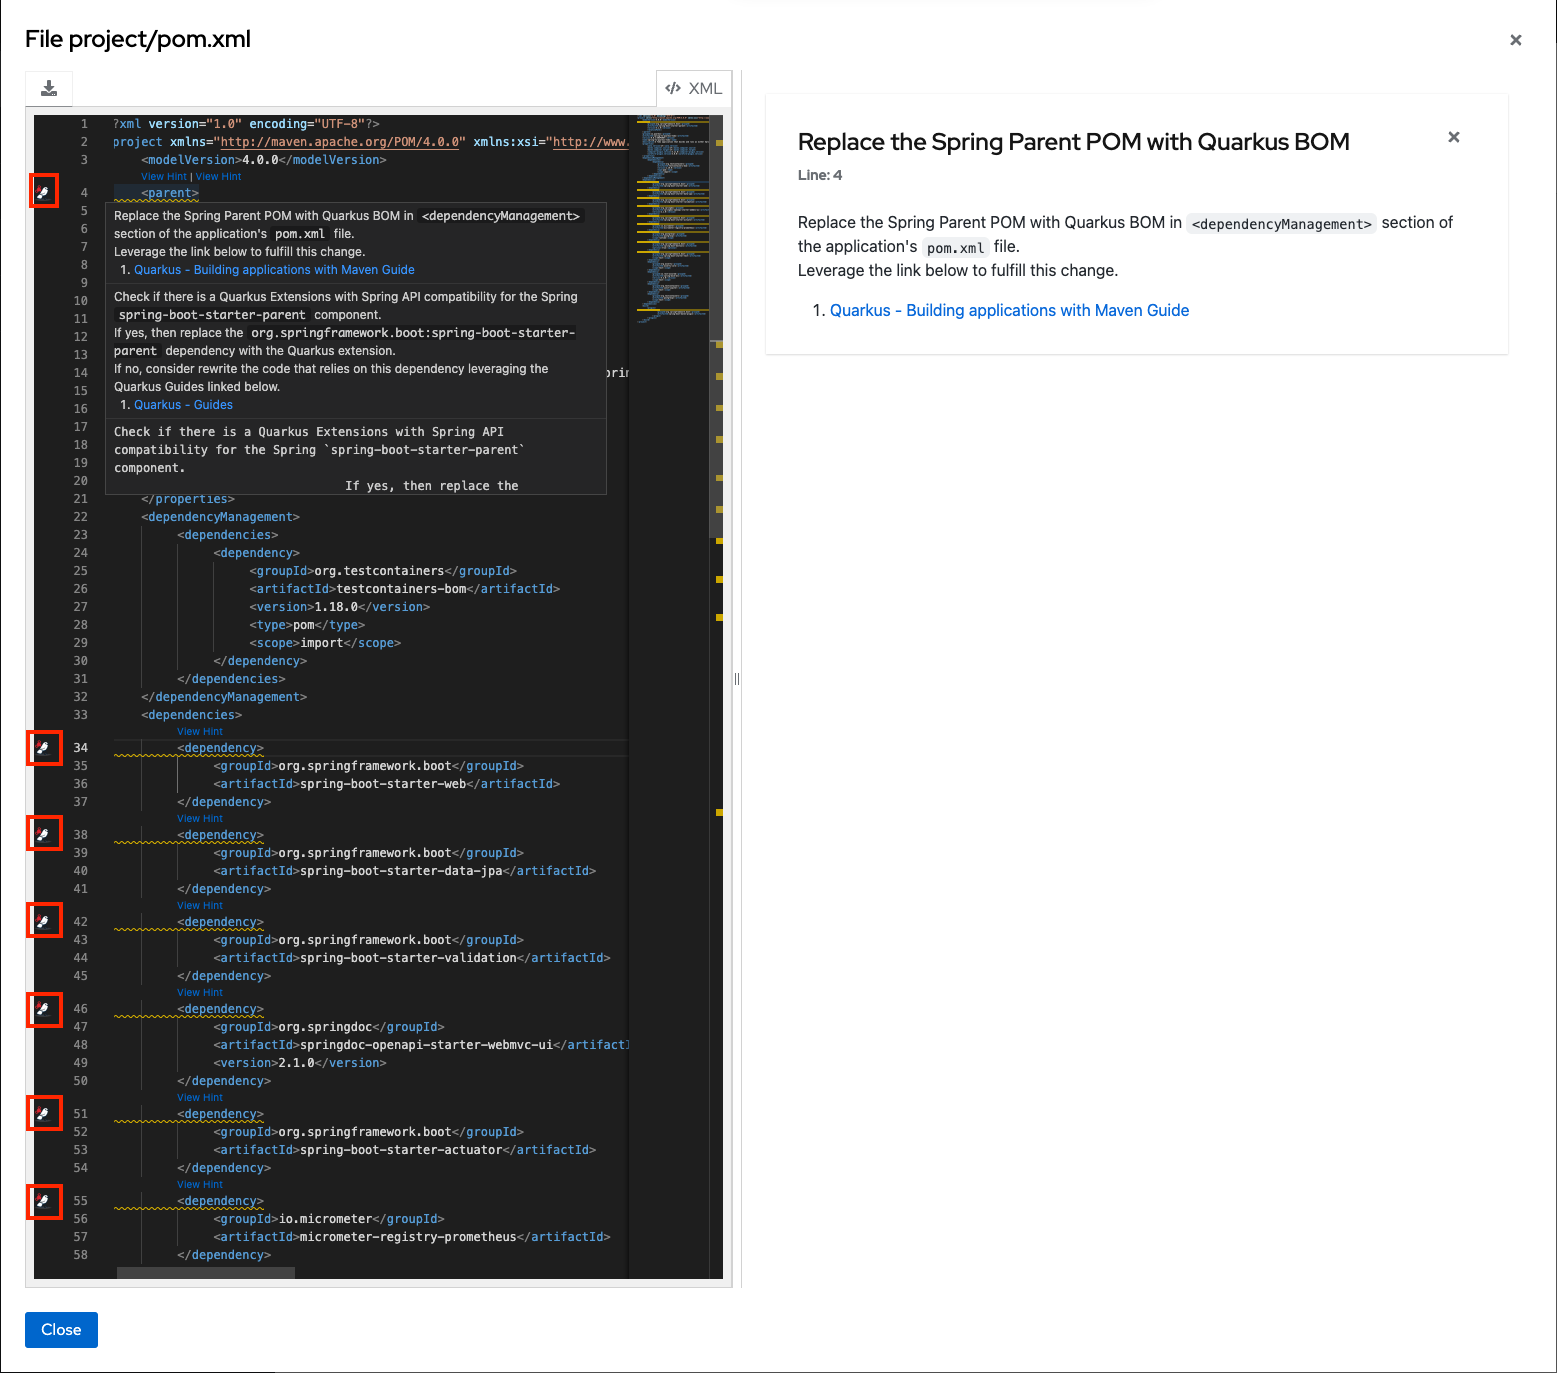 File project/pom.xml
XML
1 ?xml version="1.0" encoding="UTF-8"?>
2 project xmlns="http://maven.apache.org/POM/4.0.0" xmlns:xsi="http://www.
3 <modelVersion>4.0.0</modelVersion>
View Hint | View Hint
4 <parent>
5
6
7
8
9
10
11
12
13
14 prin
15
16
17
18
19
20
Replace the Spring Parent POM with Quarkus BOM in <dependencyManagement>
section of the application's pom.xml file.
Leverage the link below to fulfill this change.
1. Quarkus - Building applications with Maven Guide
Check if there is a Quarkus Extensions with Spring API compatibility for the Spring
spring-boot-starter-parent component.
If yes, then replace the org.springframework.boot:spring-boot-starter-
parent dependency with the Quarkus extension.
If no, consider rewrite the code that relies on this dependency leveraging the
Quarkus Guides linked below.
1. Quarkus - Guides
Check if there is a Quarkus Extensions with Spring API
compatibility for the Spring `spring-boot-starter-parent`
component.
If yes, then replace the
21 </properties>
22 <dependencyManagement>
23 <dependencies>
24 <dependency>
25 <groupId>org.testcontainers</groupId>
26 <artifactId>testcontainers-bom</artifactId>
27 <version>1.18.0</version>
28 <type>pom</type>
29 <scope>import</scope>
30 </dependency>
31 </dependencies>
32 </dependencyManagement>
33 <dependencies>
View Hint
34 <dependency>
35 <groupId>org.springframework.boot</groupId>
36 <artifactId>spring-boot-starter-web</artifactId>
37 </dependency>
View Hint
38 <dependency>
39 <groupId>org.springframework.boot</groupId>
40 <artifactId>spring-boot-starter-data-jpa</artifactId>
41 </dependency>
View Hint
42 <dependency>
43 <groupId>org.springframework.boot</groupId>
44 <artifactId>spring-boot-starter-validation</artifactId>
45 </dependency>
View Hint
46 <dependency>
47 <groupId>org.springdoc</groupId>
48 <artifactId>springdoc-openapi-starter-webmvc-ui</artifactI
49 <version>2.1.0</version>
50 </dependency>
View Hint
51 <dependency>
52 <groupId>org.springframework.boot</groupId>
53 <artifactId>spring-boot-starter-actuator</artifactId>
54 </dependency>
View Hint
55 <dependency>
56 <groupId>io.micrometer</groupId>
57 <artifactId>micrometer-registry-prometheus</artifactId>
58 </dependency>
Close
Replace the Spring Parent POM with Quarkus BOM
Line: 4
Replace the Spring Parent POM with Quarkus BOM in <dependencyManagement> section of
the application's pom.xml file.
Leverage the link below to fulfill this change.
1. Quarkus - Building applications with Maven Guide